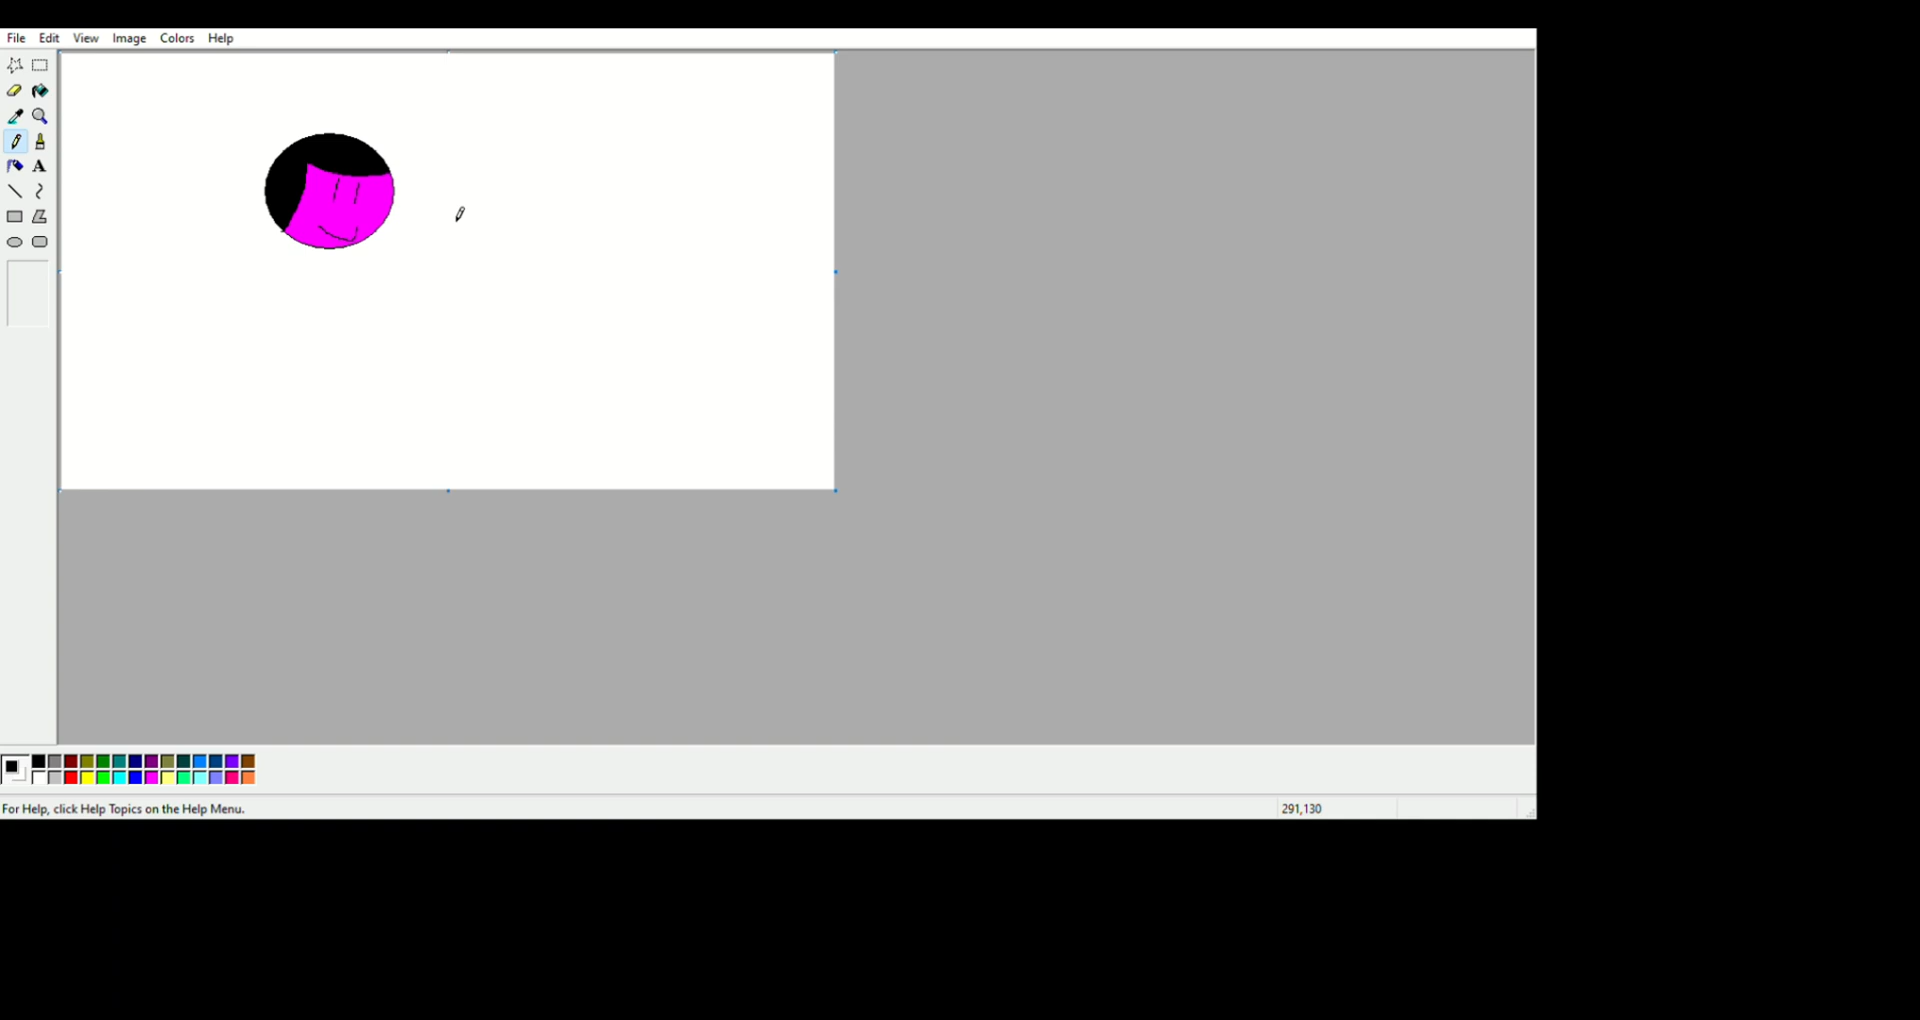 File Edit View Image Colors Help
A
For Help, click Help Topics on the Help Menu.
291,130